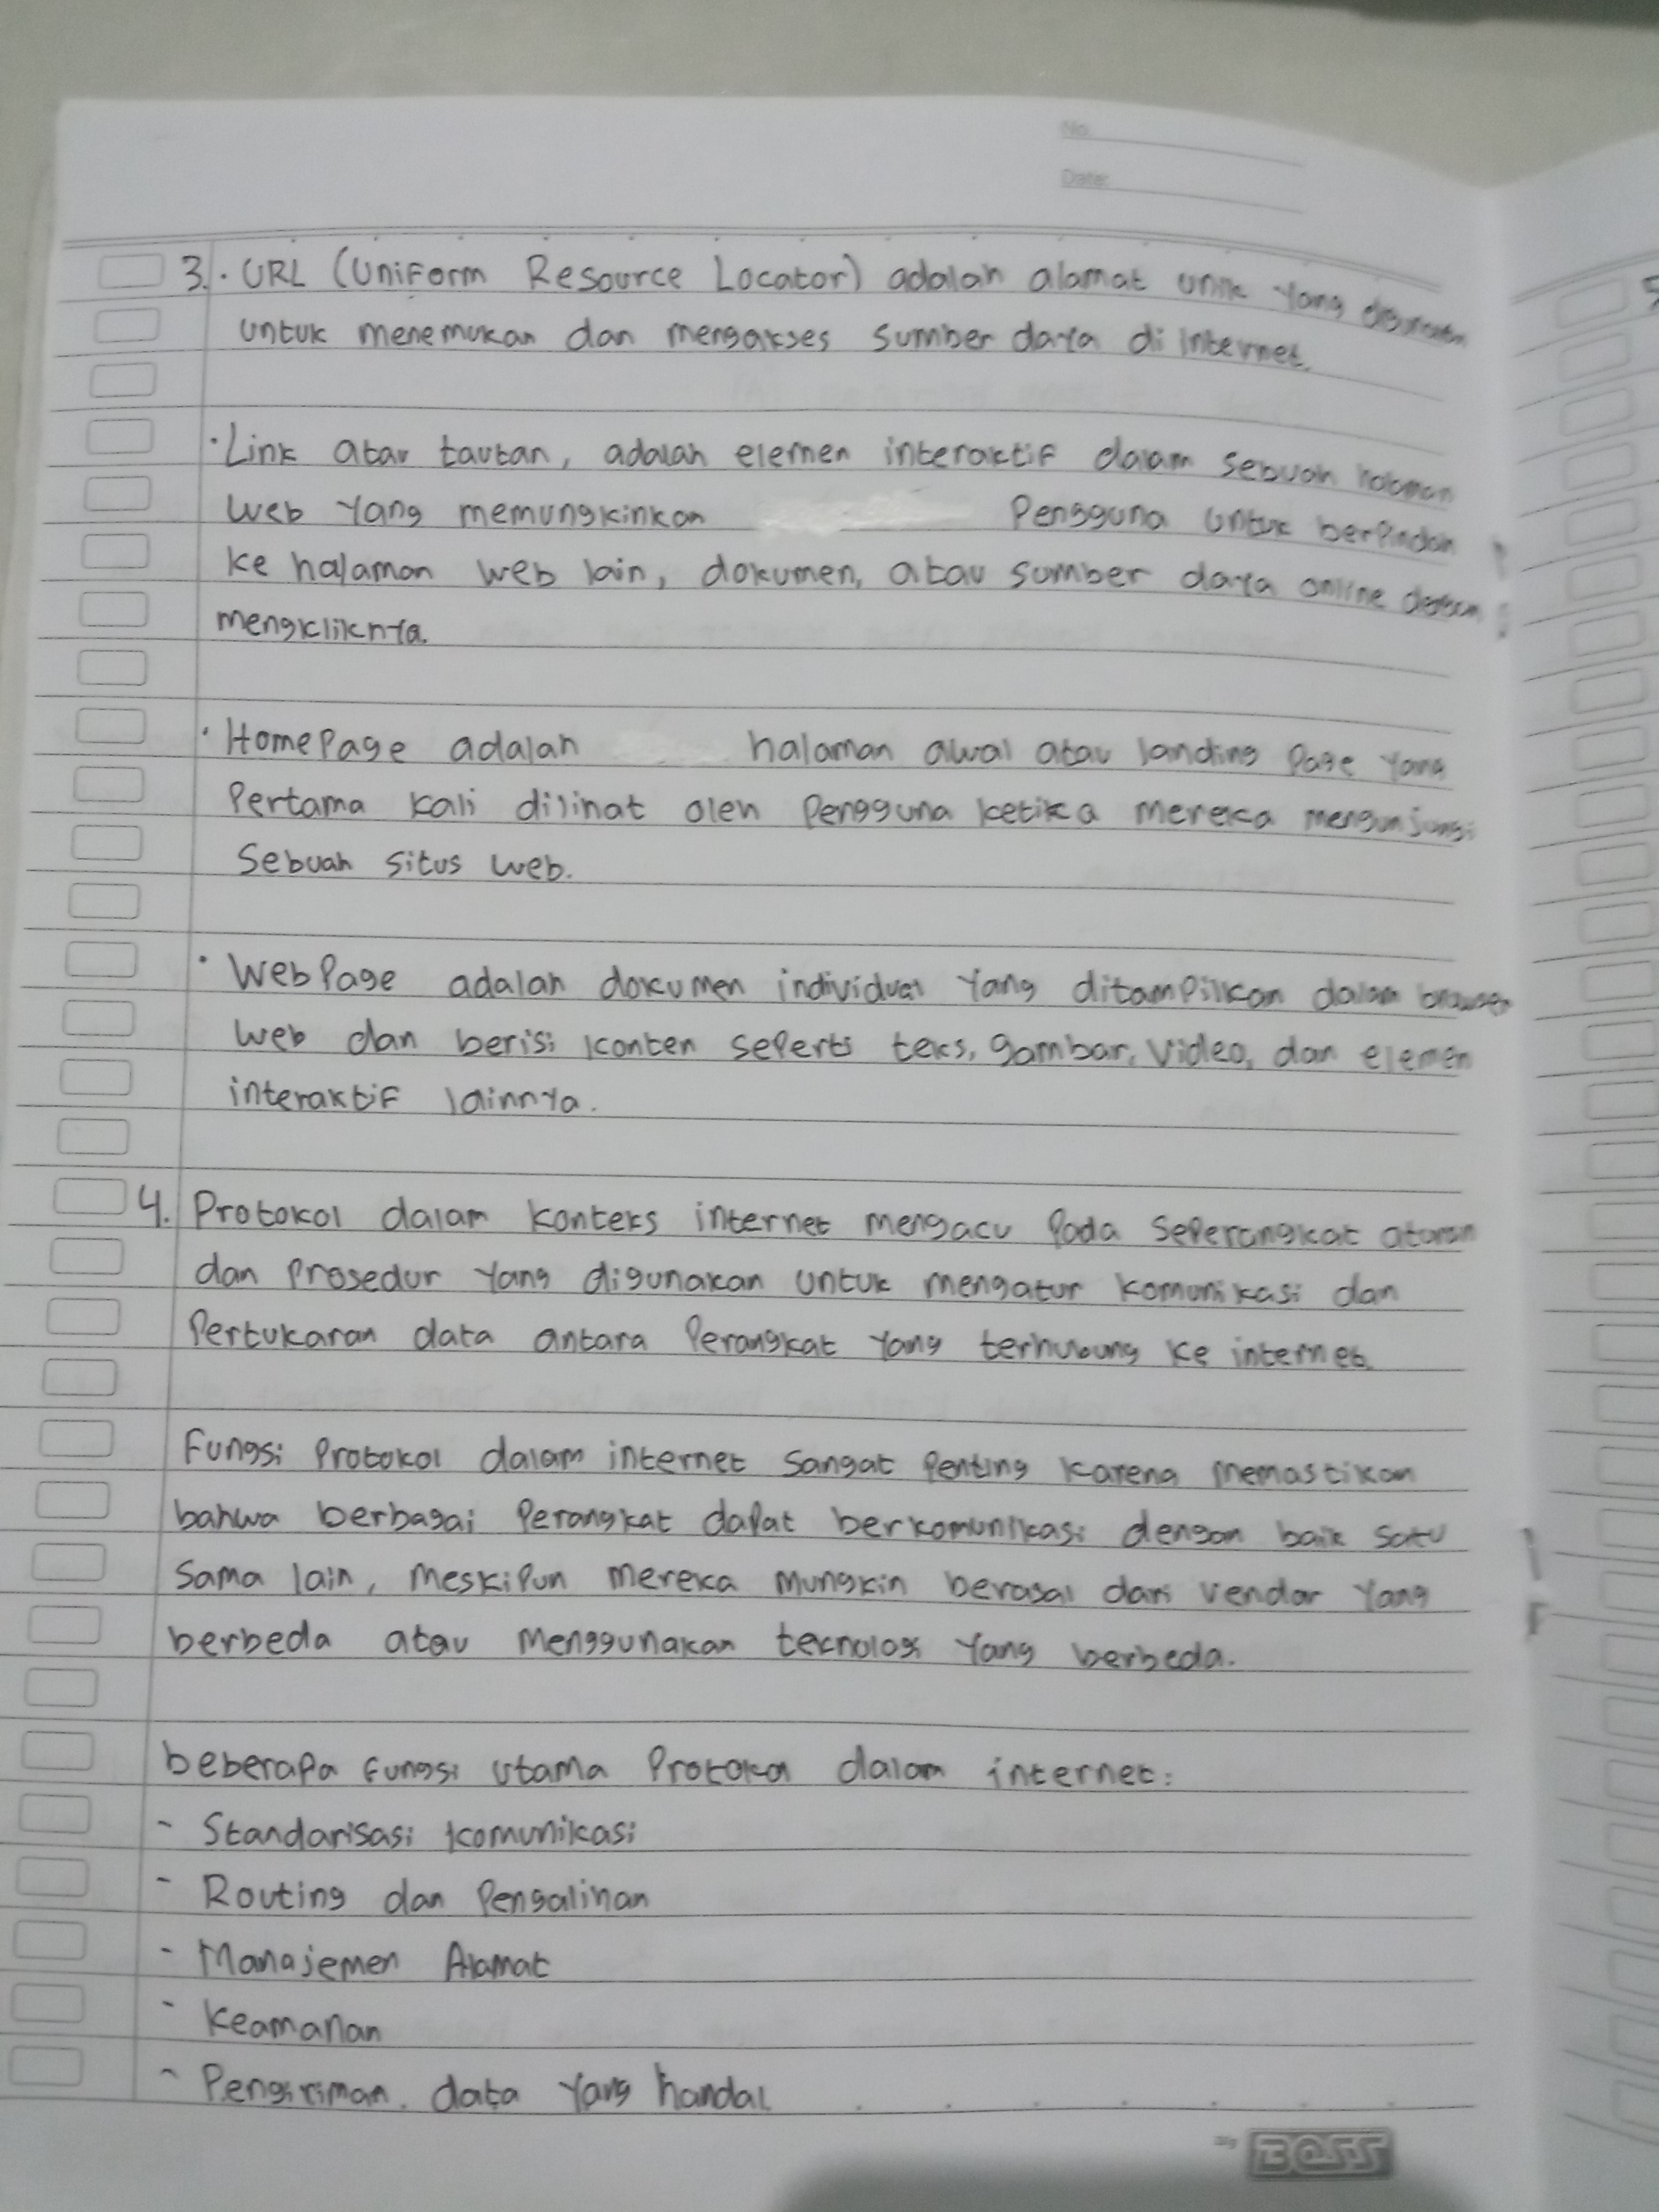 No.
Date:
3. • URL (Uniform Resource Locator) adalah alamat unik yang digunakan
untuk menemukan dan mengakses sumber daya di internet.
• Link atau tautan, adalah elemen interaktif dalam sebuah halaman
web yang memungkinkan Pengguna untuk berpindah
ke halaman web lain, dokumen, atau sumber daya online dengan
mengkliknya.
• HomePage adalah halaman awal atau landing Page yang
Pertama kali dilihat oleh Pengguna ketika mereka mengunjungi
Sebuah situs web.
• WebPage adalah dokumen individual yang ditampilkan dalam browser
web dan berisi konten seperti teks, gambar, video, dan elemen
interaktif lainnya.
4. Protokol dalam konteks internet mengacu Pada seperangkat aturan
dan Prosedur yang digunakan untuk mengatur komunikasi dan
Pertukaran data antara Perangkat yang terhubung ke internet.
Fungsi Protokol dalam internet sangat Penting karena memastikan
bahwa berbagai Perangkat dapat berkomunikasi dengan baik satu
sama lain, meskipun mereka mungkin berasal dari vendor yang
berbeda atau menggunakan teknologi yang berbeda.
beberapa fungsi utama Protokol dalam internet:
- Standarisasi komunikasi
- Routing dan Pengalihan
- Manajemen Alamat
- Keamanan
- Pengiriman data yang handal
BOSS